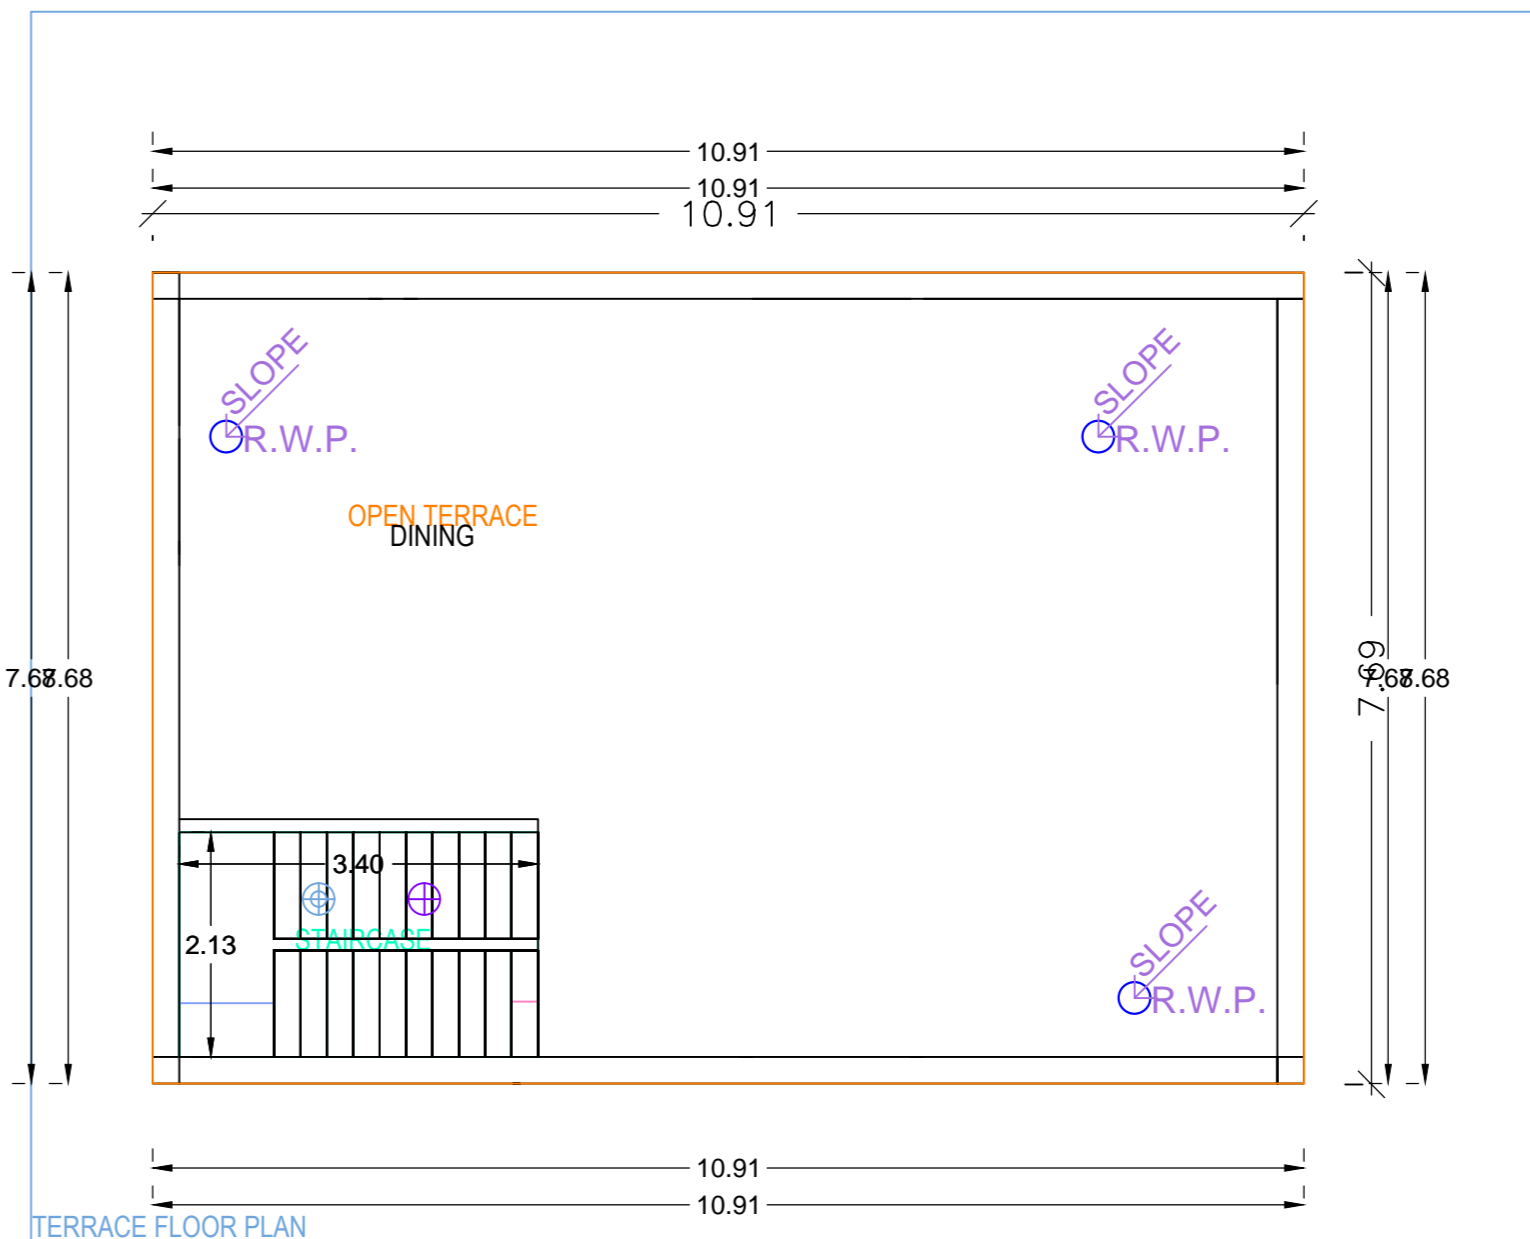 10.91
10.91
10.91
SLOPE
R.W.P.
SLOPE
R.W.P.
OPEN TERRACE
DINING
7.68
7.68
7.69
7.68
7.68
3.40
2.13
STAIRCASE
SLOPE
R.W.P.
10.91
10.91
TERRACE FLOOR PLAN